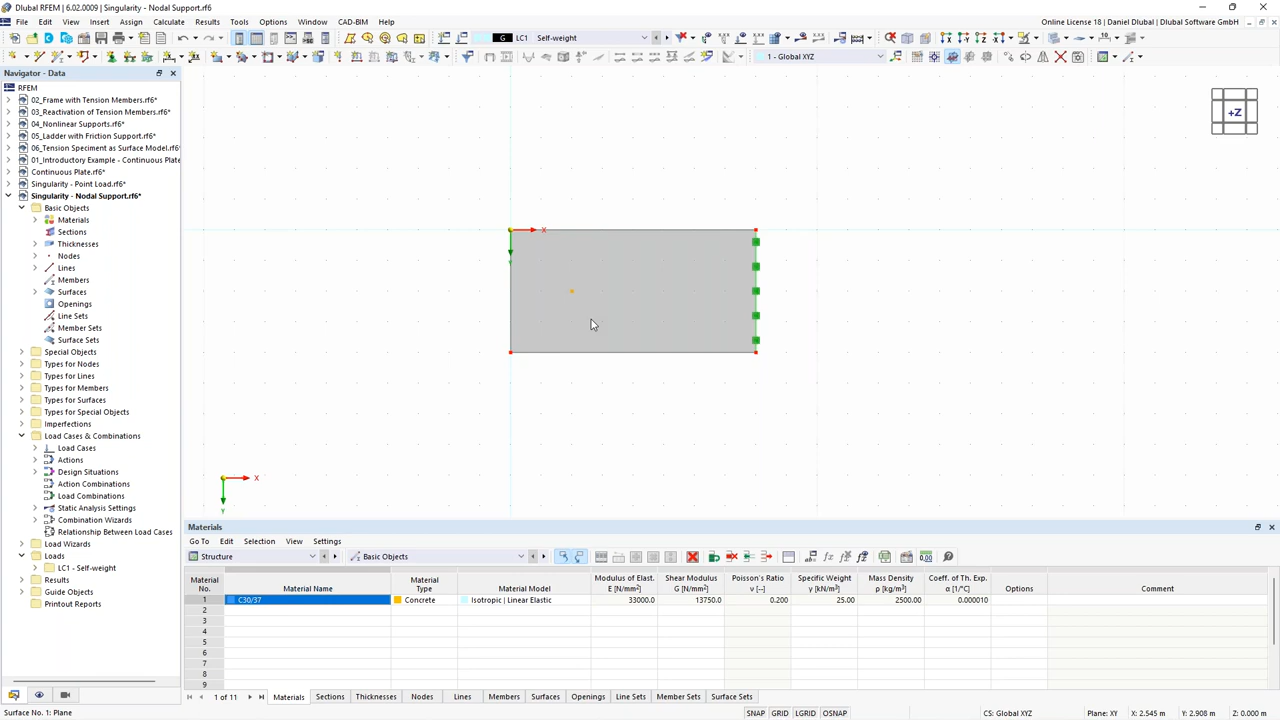 Dlubal RFEM | 6.02.0009 | Singularity - Nodal Support.rf6*
File Edit View Insert Assign Calculate Results Tools Options Window CAD-BIM Help
Online License 18 | Daniel Dlubal | Dlubal Software GmbH
G LC1 Self-weight
1 - Global XYZ
Navigator - Data
RFEM
02_Frame with Tension Members.rf6*
03_Reactivation of Tension Members.rf6*
04_Nonlinear Supports.rf6*
05_Ladder with Friction Support.rf6*
06_Tension Speciment as Surface Model.rf6*
01_Introductory Example - Continuous Plate
Continuous Plate.rf6*
Singularity - Point Load.rf6*
Singularity - Nodal Support.rf6*
Basic Objects
Materials
Sections
Thicknesses
Nodes
Lines
Members
Surfaces
Openings
Line Sets
Member Sets
Surface Sets
Special Objects
Types for Nodes
Types for Lines
Types for Members
Types for Surfaces
Types for Special Objects
Imperfections
Load Cases & Combinations
Load Cases
Actions
Design Situations
Action Combinations
Load Combinations
Static Analysis Settings
Combination Wizards
Relationship Between Load Cases
Load Wizards
Loads
LC1 - Self-weight
Results
Guide Objects
Printout Reports
+Z
X
X
Y
Materials
Go To Edit Selection View Settings
Structure Basic Objects
Material No. Material Name Material Type Material Model Modulus of Elast. E [N/mm²] Shear Modulus G [N/mm²] Poisson's Ratio ν [--] Specific Weight γ [kN/m³] Mass Density ρ [kg/m³] Coeff. of Th. Exp. α [1/°C] Options Comment
1 C30/37 Concrete Isotropic | Linear Elastic 33000.0 13750.0 0.200 25.00 2500.00 0.000010
2
3
4
5
6
7
8
9
1 of 11 Materials Sections Thicknesses Nodes Lines Members Surfaces Openings Line Sets Member Sets Surface Sets
Surface No. 1: Plane
SNAP GRID LGRID OSNAP CS: Global XYZ Plane: XY X: 2.545 m Y: 2.908 m Z: 0.000 m